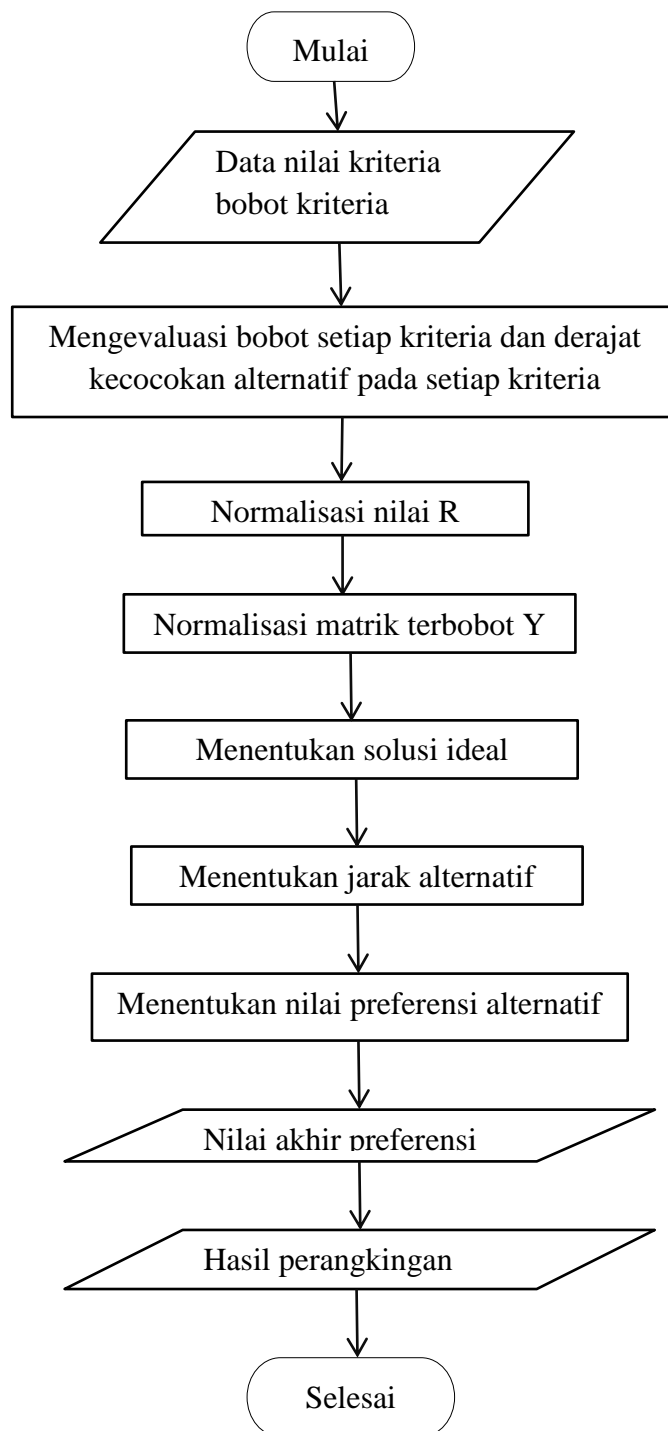 Mulai
Data nilai kriteria
bobot kriteria
Mengevaluasi bobot setiap kriteria dan derajat
kecocokan alternatif pada setiap kriteria
Normalisasi nilai R
Normalisasi matrik terbobot Y
Menentukan solusi ideal
Menentukan jarak alternatif
Menentukan nilai preferensi alternatif
Nilai akhir preferensi
Hasil perangkingan
Selesai